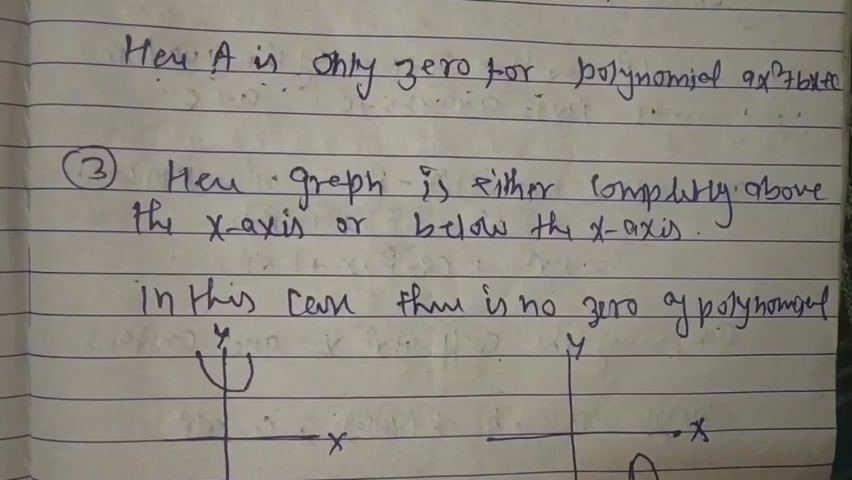 Here A is only zero for polynomial ax²+bx+c
③ Here graph is either completly above
the x-axis or below the x-axis.
in this case there is no zero of polynomial
y
y
x
x